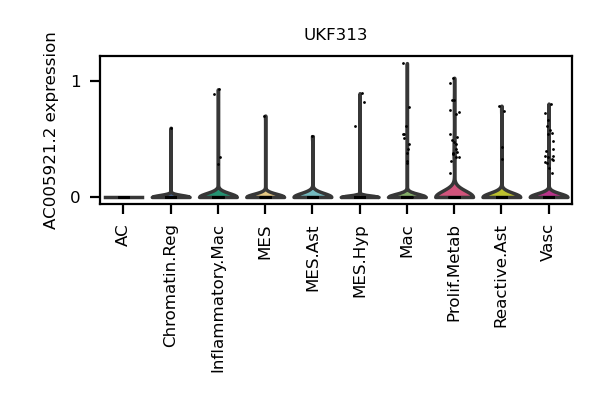 UKF313
AC005921.2 expression
1
0
AC
Chromatin.Reg
Inflammatory.Mac
MES
MES.Ast
MES.Hyp
Mac
Prolif.Metab
Reactive.Ast
Vasc